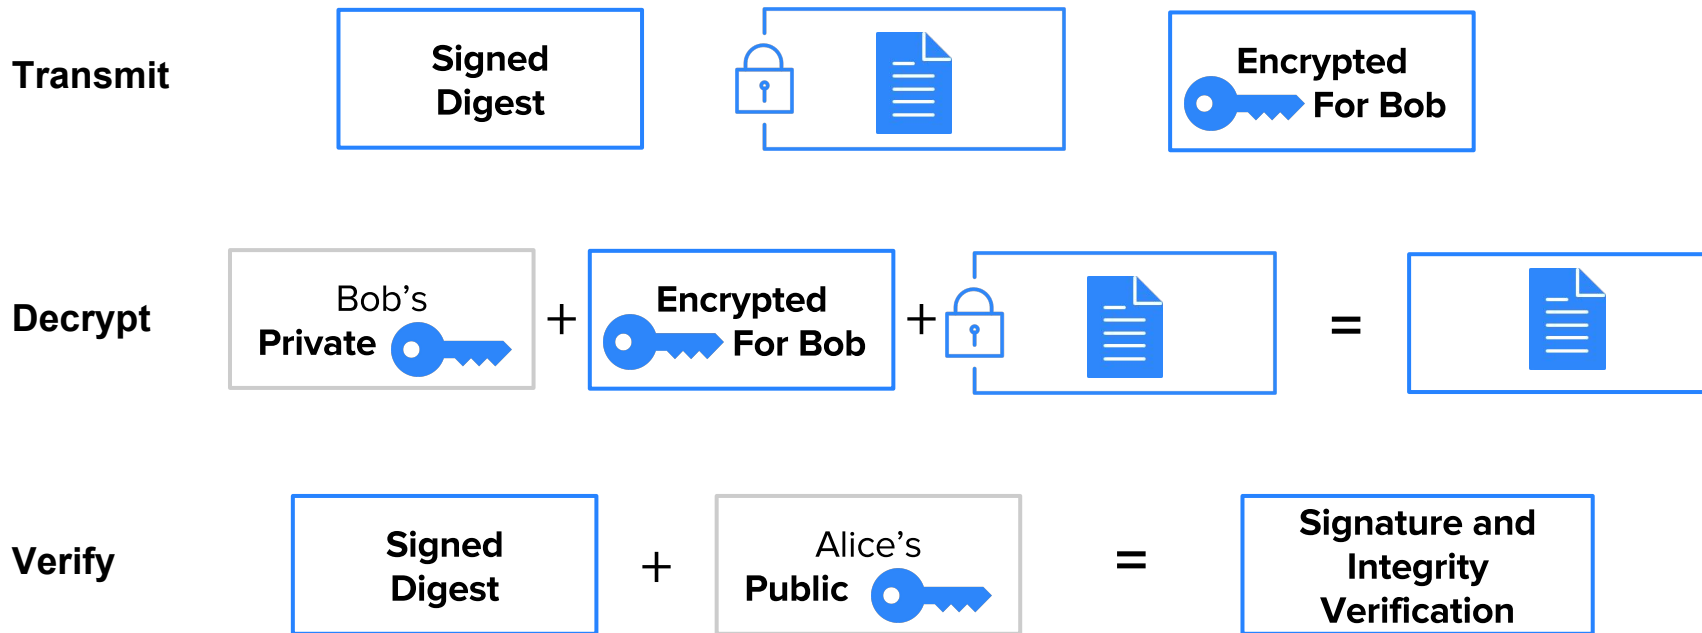 Transmit
Signed
Digest
Encrypted
For Bob
Decrypt
Bob's
Private
+
Encrypted
For Bob
+
=
Verify
Signed
Digest
+
Alice's
Public
=
Signature and
Integrity
Verification